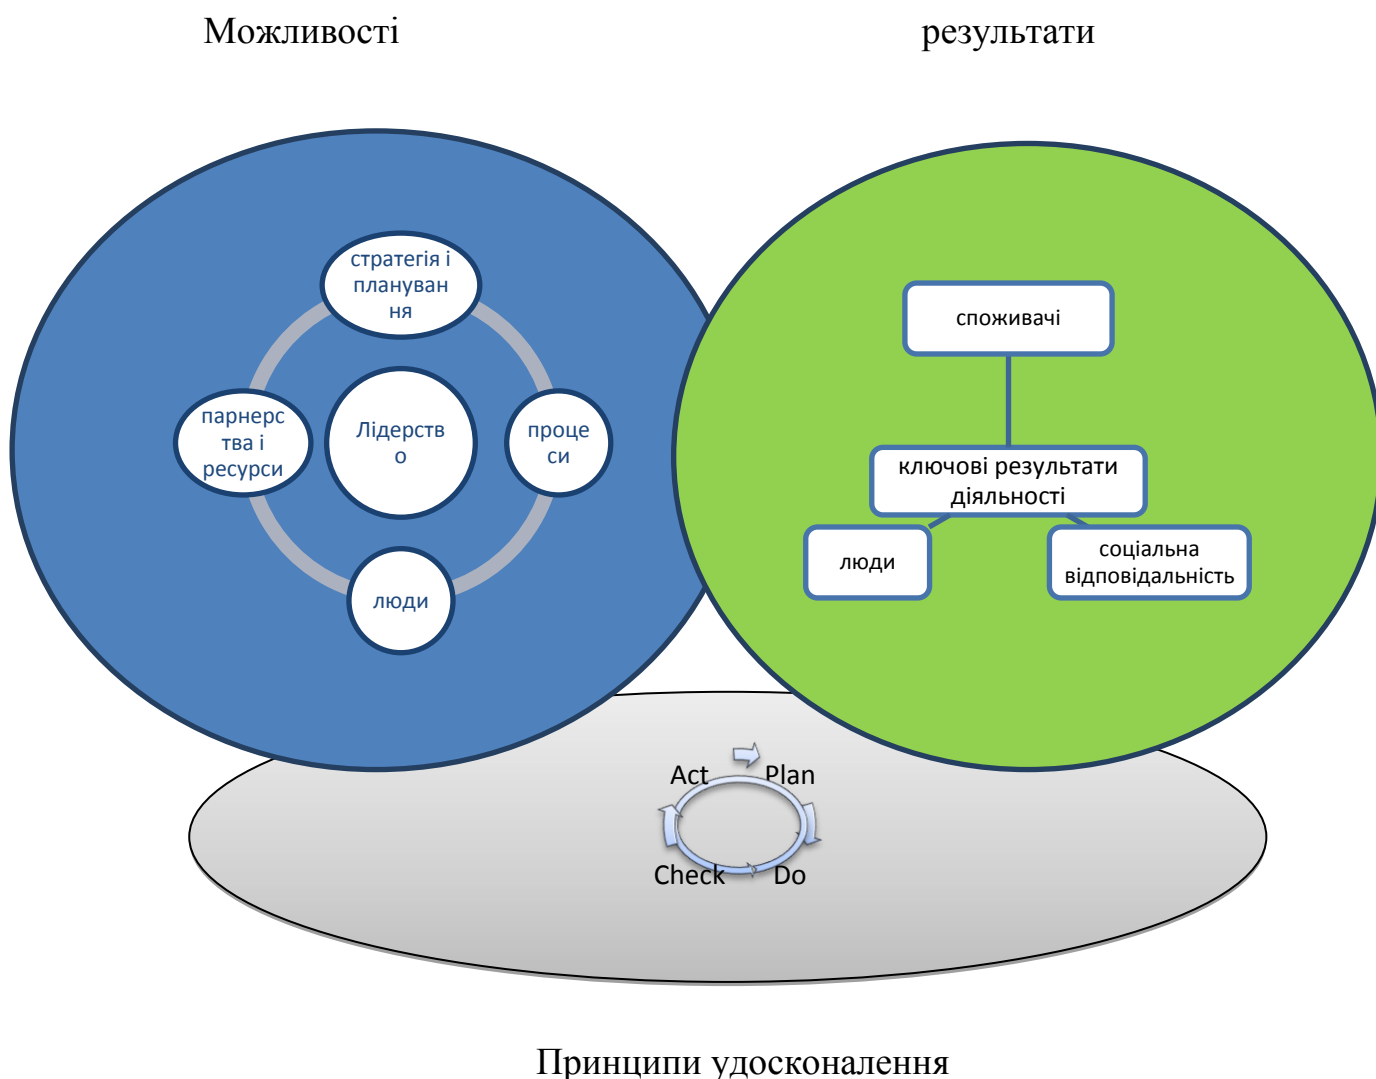 Можливості
результати
стратегія і
плануван
ня
парнерс
тва і
ресурси
Лідерств
о
проце
си
люди
споживачі
ключові результати
діяльності
люди
соціальна
відповідальність
Act
Plan
Check
Do
Принципи удосконалення